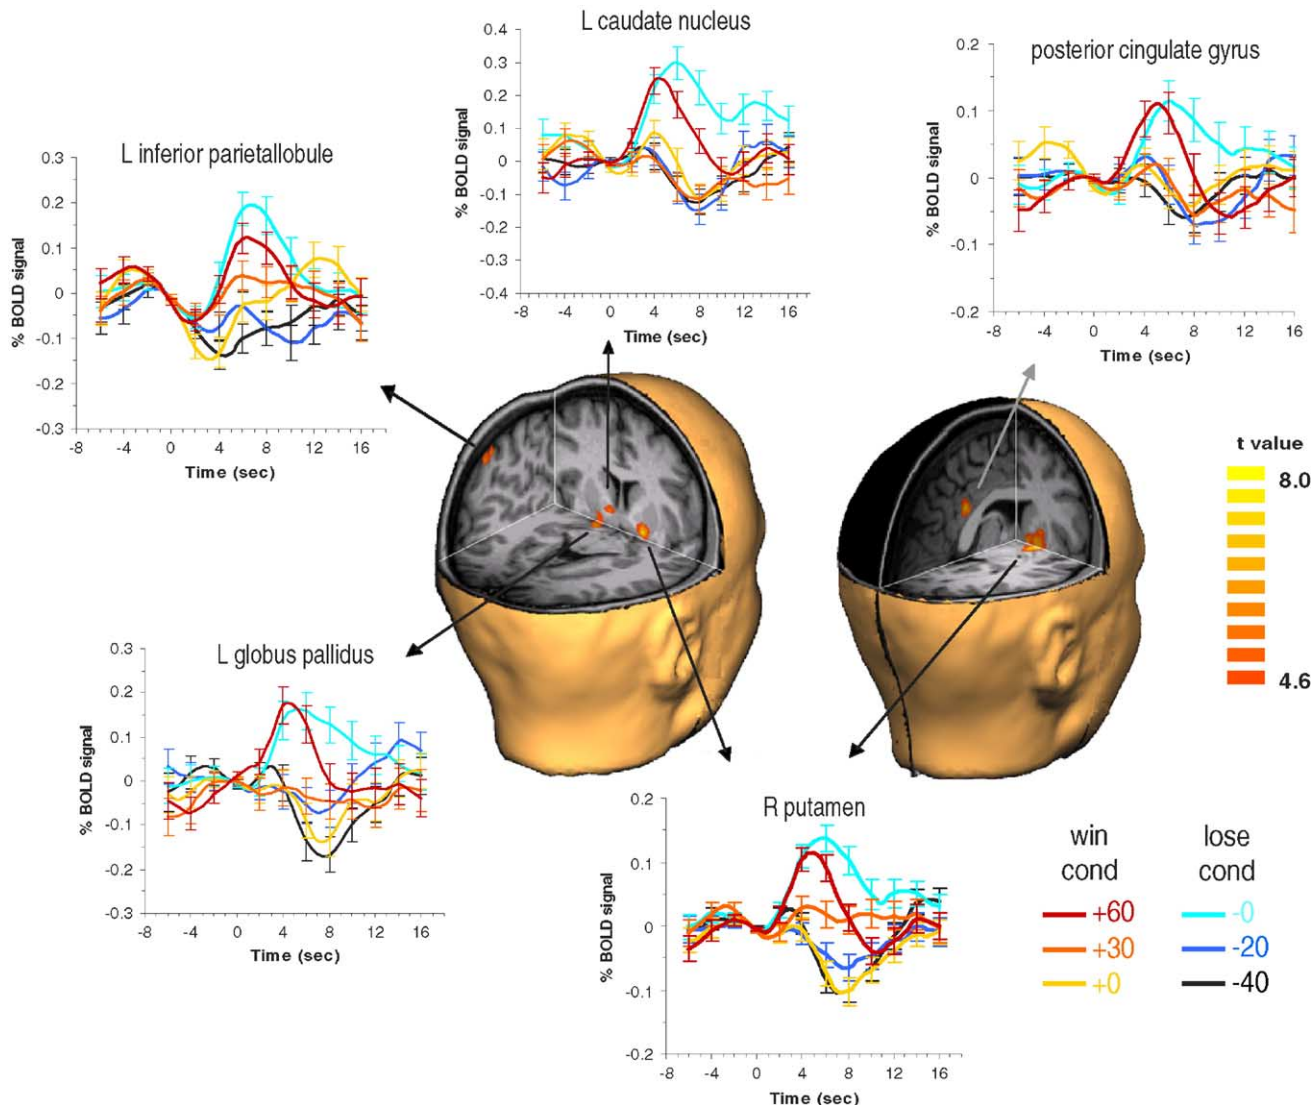 L caudate nucleus
0.4
0.3
0.2
0.1
0
-0.1
-0.2
-0.3
-0.4
% BOLD signal
-8 -4 0 4 8 12 16
Time (sec)
posterior cingulate gyrus
0.2
0.1
0
-0.1
-0.2
% BOLD signal
-8 -4 0 4 8 12 16
Time (sec)
L inferior parietallobule
0.3
0.2
0.1
0
-0.1
-0.2
-0.3
% BOLD signal
-8 -4 0 4 8 12 16
Time (sec)
t value
8.0
4.6
L globus pallidus
0.3
0.2
0.1
0
-0.1
-0.2
-0.3
% BOLD signal
-8 -4 0 4 8 12 16
Time (sec)
R putamen
0.2
0.1
0
-0.1
-0.2
% BOLD signal
-8 -4 0 4 8 12 16
Time (sec)
win lose
cond cond
+60 -0
+30 -20
+0 -40